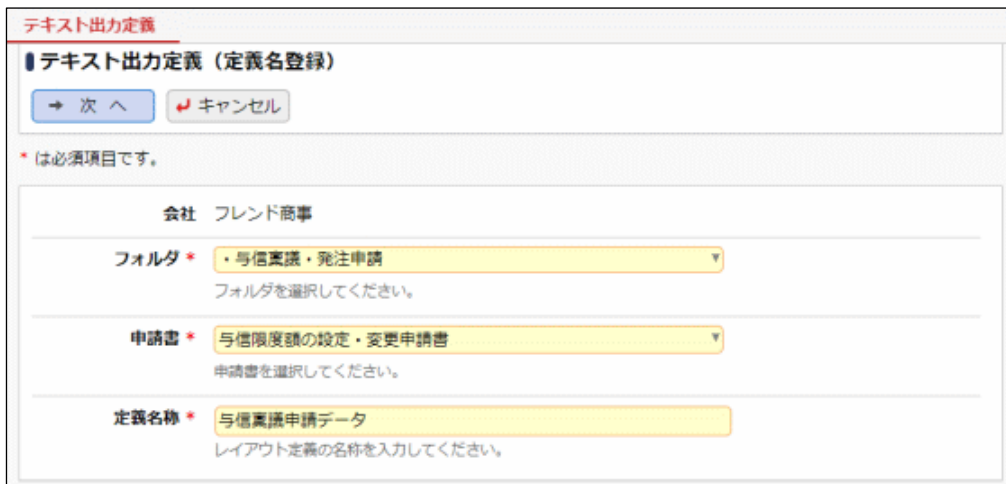 テキスト出力定義
テキスト出力定義（定義名登録）
➜ 次 へ
キャンセル
* は必須項目です。
会社 フレンド商事
フォルダ * ・与信稟議・発注申請
フォルダを選択してください。
申請書 * 与信限度額の設定・変更申請書
申請書を選択してください。
定義名称 * 与信稟議申請データ
レイアウト定義の名称を入力してください。